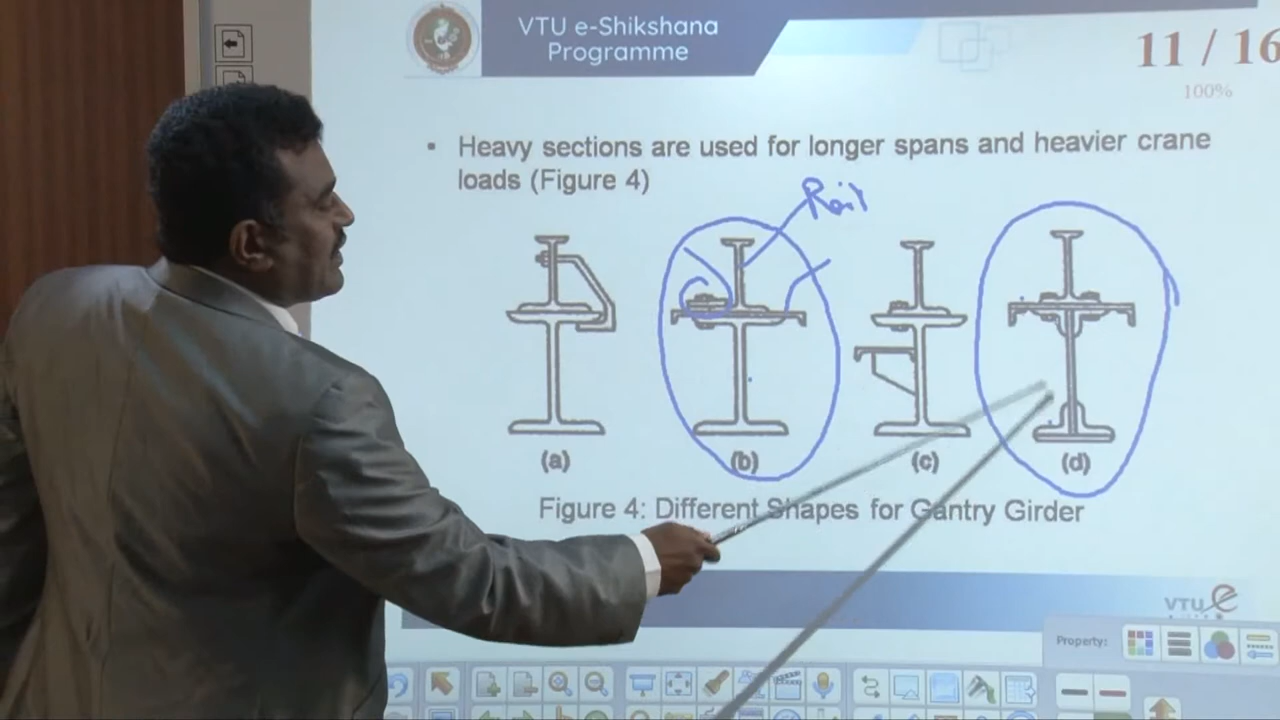 VTU e-Shikshana
Programme
11 / 16
100%
• Heavy sections are used for longer spans and heavier crane
loads (Figure 4)
Rail
(a) (b) (c) (d)
Figure 4: Different Shapes for Gantry Girder
VTU e
Property: